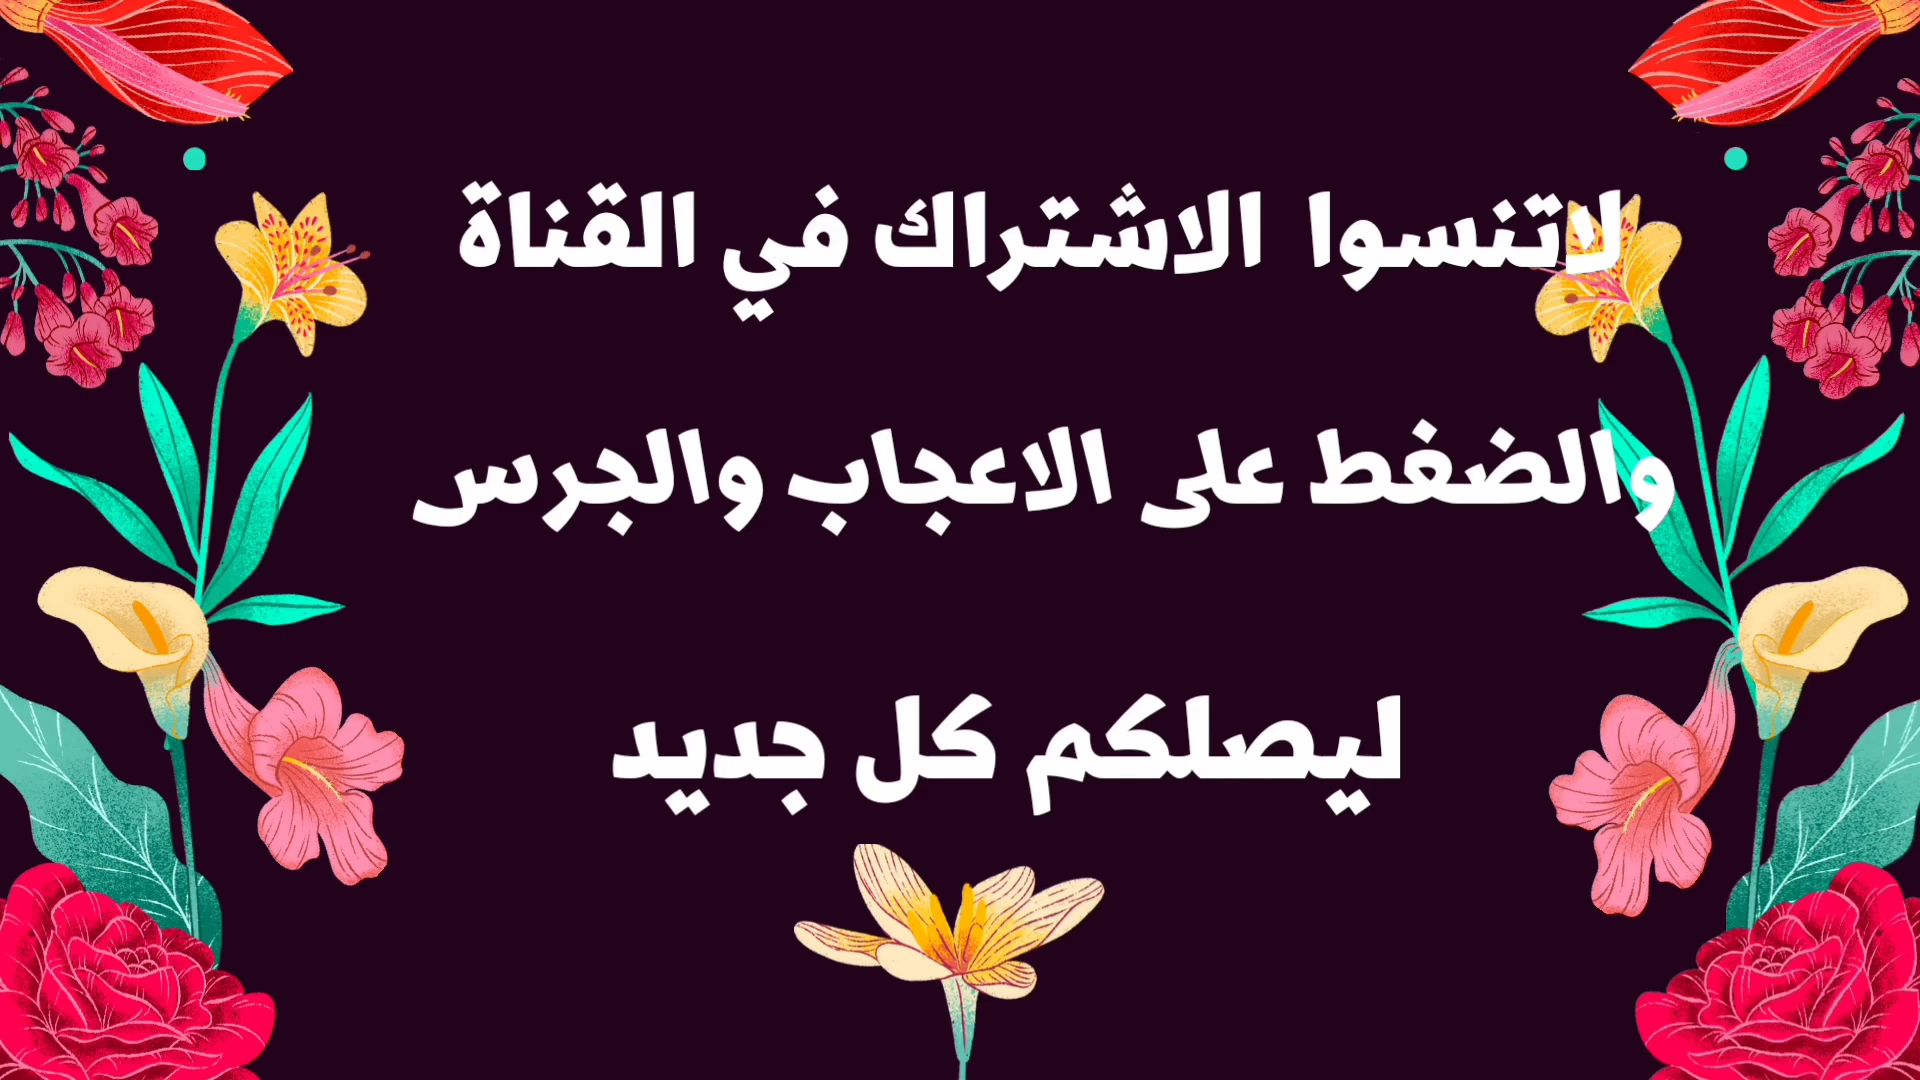 لاتنسوا الاشتراك في القناة
والضغط على الاعجاب والجرس
ليصلكم كل جديد